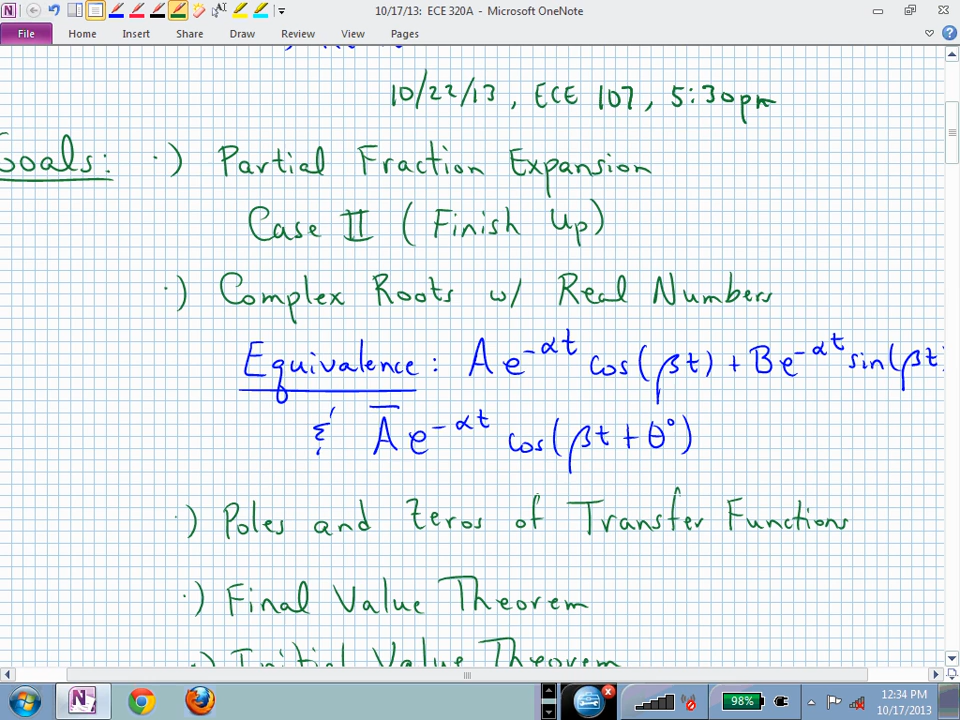 10/17/13: ECE 320A - Microsoft OneNote
File Home Insert Share Draw Review View Pages
10/22/13, ECE 107, 5:30pm
Goals: ·) Partial Fraction Expansion
Case II (Finish Up)
·) Complex Roots w/ Real Numbers
Equivalence: Ae^-αt cos(βt) + Be^-αt sin(βt)
& A̅e^-αt cos(βt + θ°)
·) Poles and Zeros of Transfer Functions
·) Final Value Theorem
·) Initial Value Theorem
98%
12:34 PM
10/17/2013